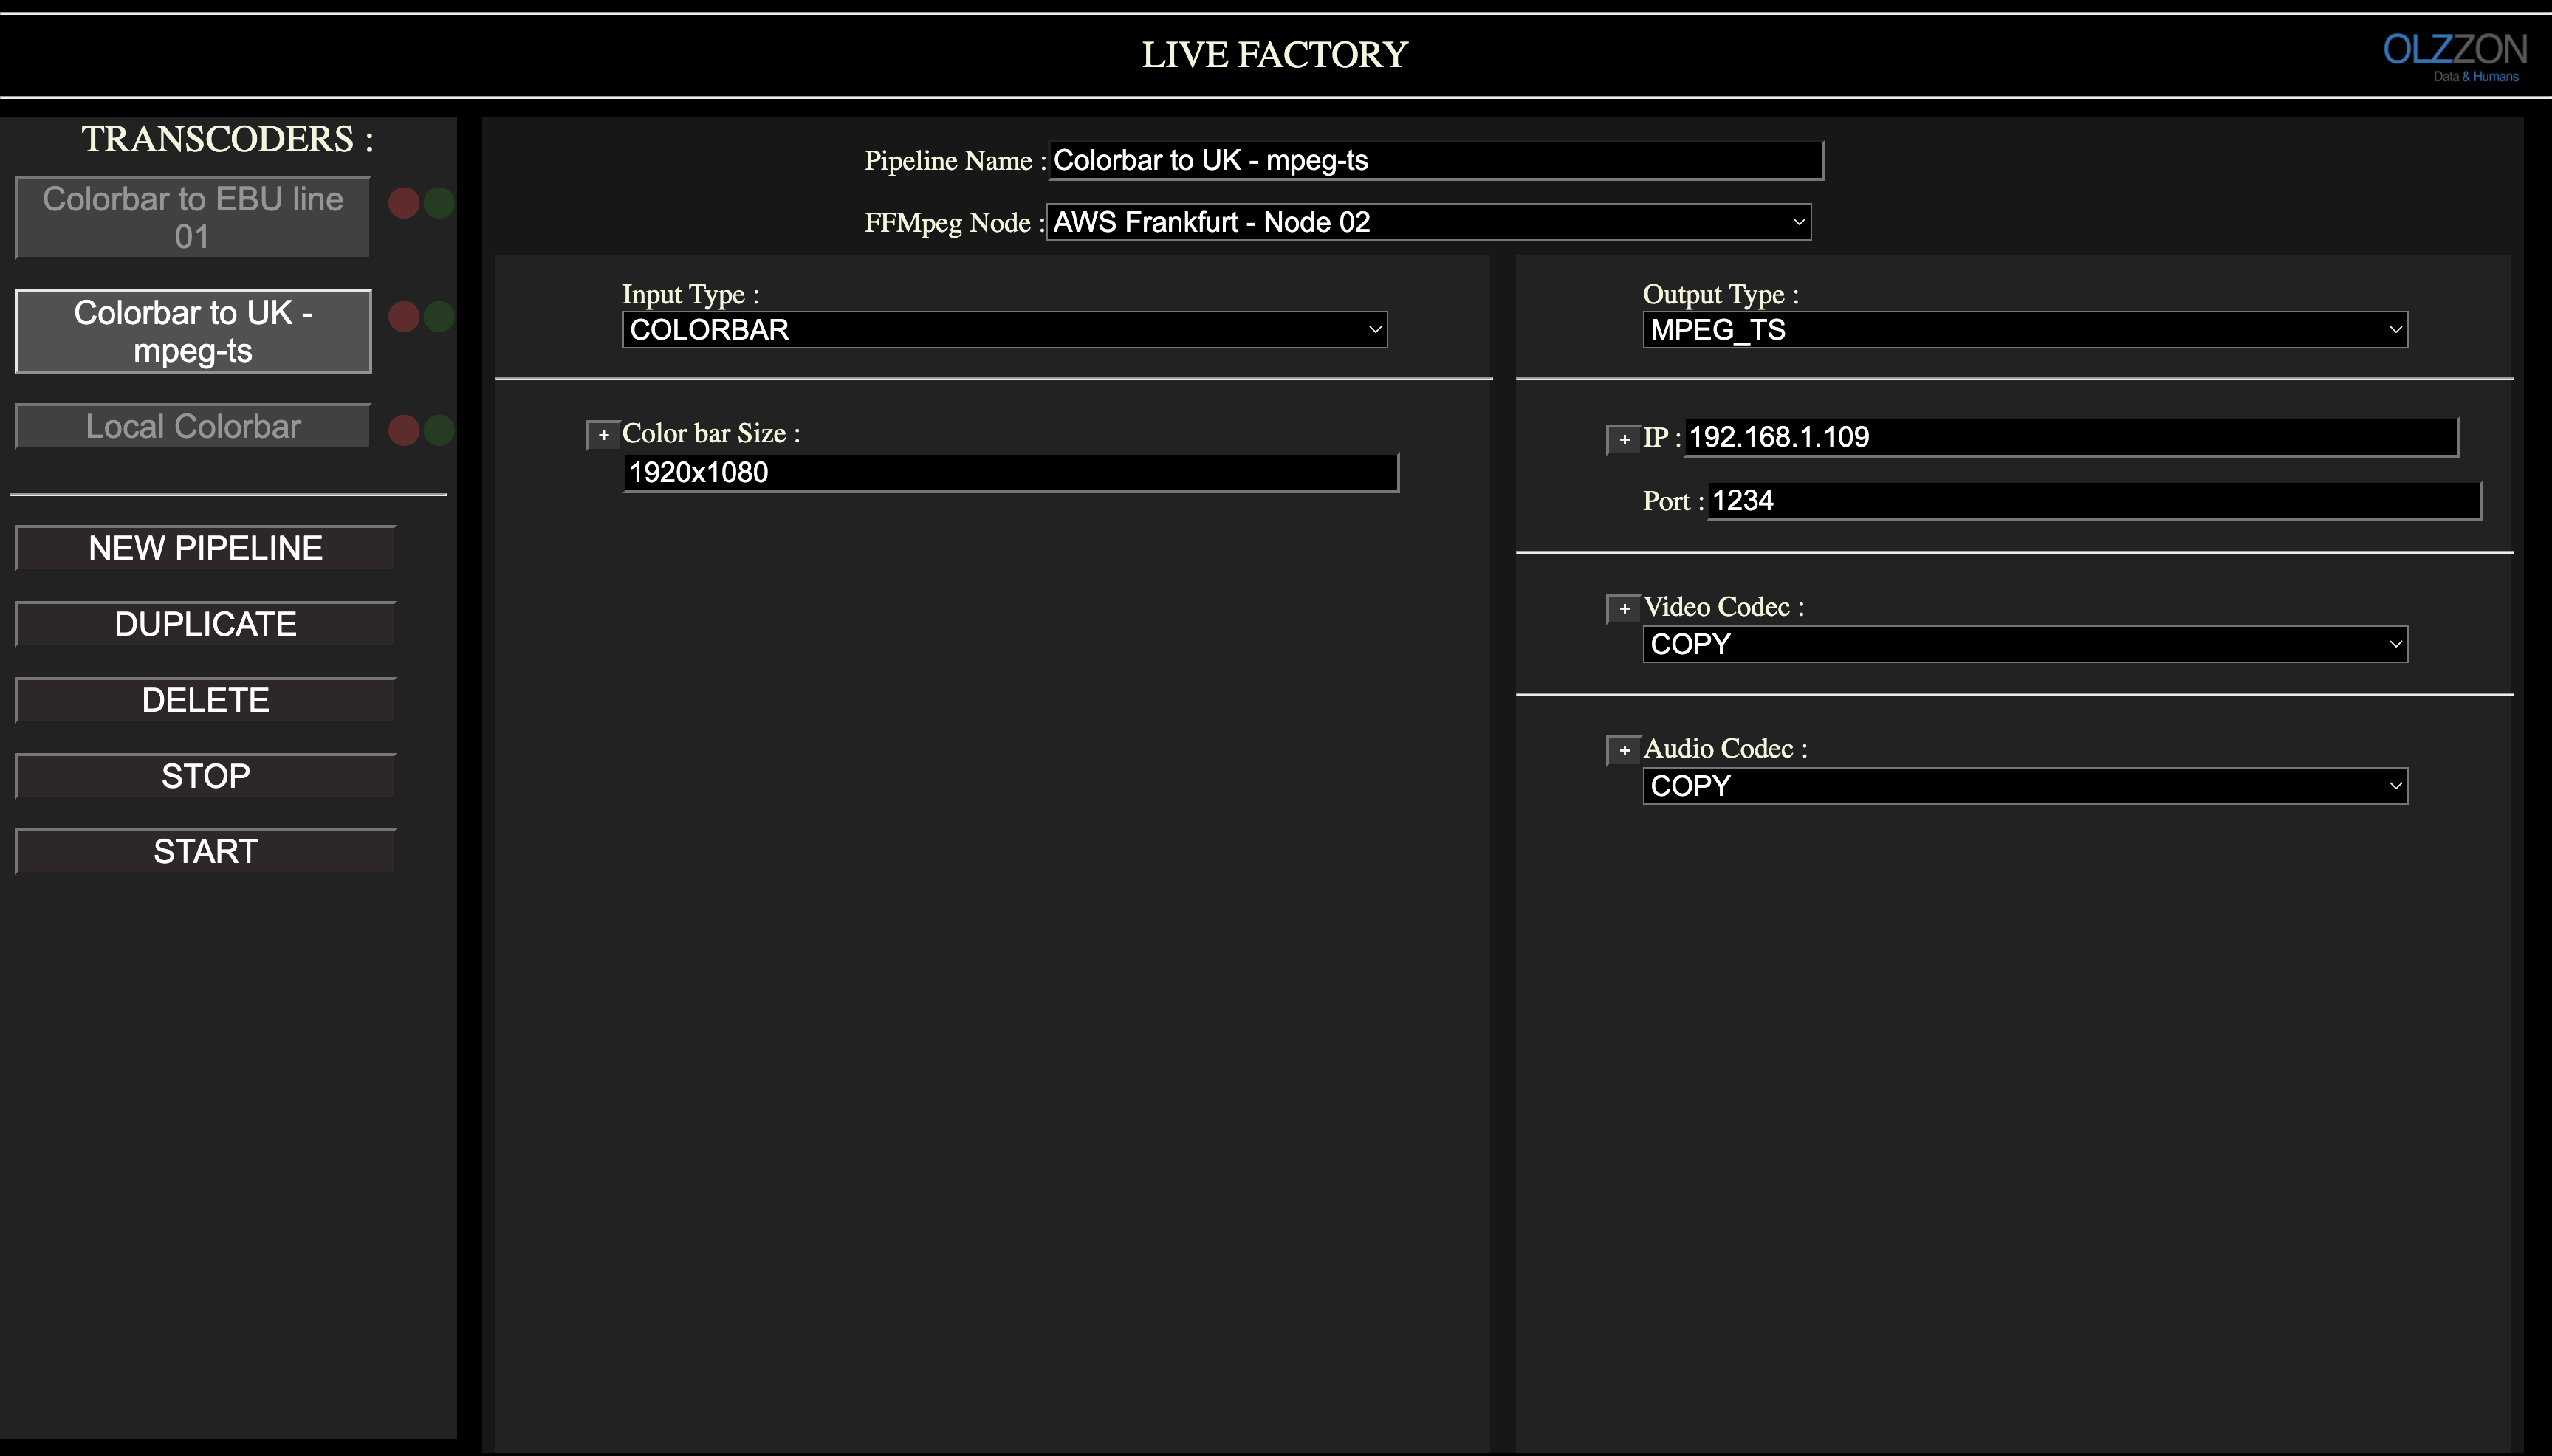 LIVE FACTORY
OLZZON
Data & Humans
TRANSCODERS :
Colorbar to EBU line
01
Colorbar to UK -
mpeg-ts
Local Colorbar
NEW PIPELINE
DUPLICATE
DELETE
STOP
START
Pipeline Name : Colorbar to UK - mpeg-ts
FFMpeg Node : AWS Frankfurt - Node 02
Input Type :
COLORBAR
+ Color bar Size :
1920x1080
Output Type :
MPEG_TS
+ IP : 192.168.1.109
Port : 1234
+ Video Codec :
COPY
+ Audio Codec :
COPY